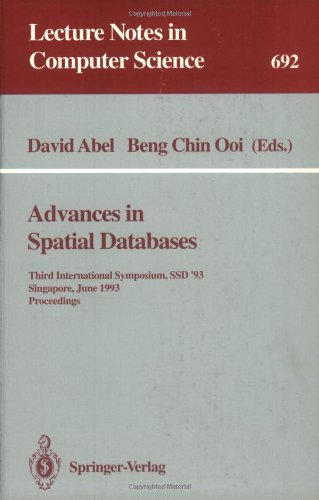 Lecture Notes in
Computer Science 692
David Abel Beng Chin Ooi (Eds.)
Advances in
Spatial Databases
Third International Symposium, SSD '93
Singapore, June 1993
Proceedings
Springer-Verlag